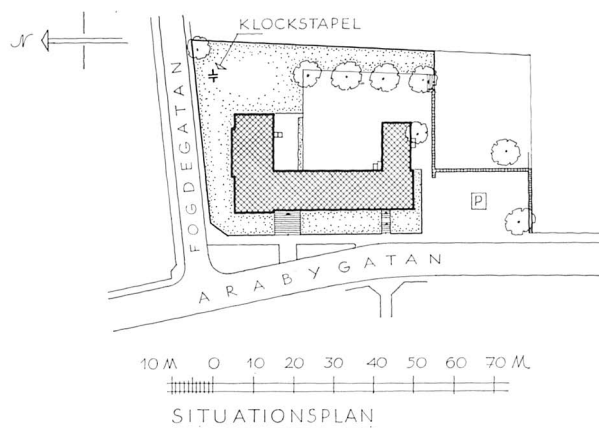 KLOCKSTAPEL
N
FOGDEGATAN
P
ARABYGATAN
10 M 0 10 20 30 40 50 60 70 M
SITUATIONSPLAN